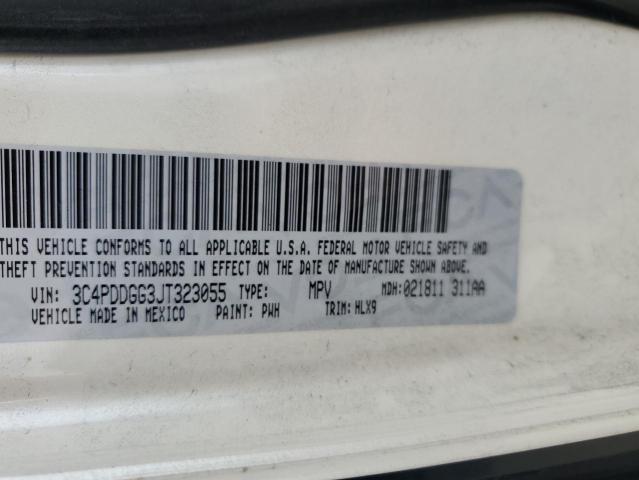 THIS VEHICLE CONFORMS TO ALL APPLICABLE U.S.A. FEDERAL MOTOR VEHICLE SAFETY AND
THEFT PREVENTION STANDARDS IN EFFECT ON THE DATE OF MANUFACTURE SHOWN ABOVE.
VIN: 3C4PDDGG3JT323055 TYPE: MPV MDH: 021811 311AA
VEHICLE MADE IN MEXICO PAINT: PWH TRIM: HLX9